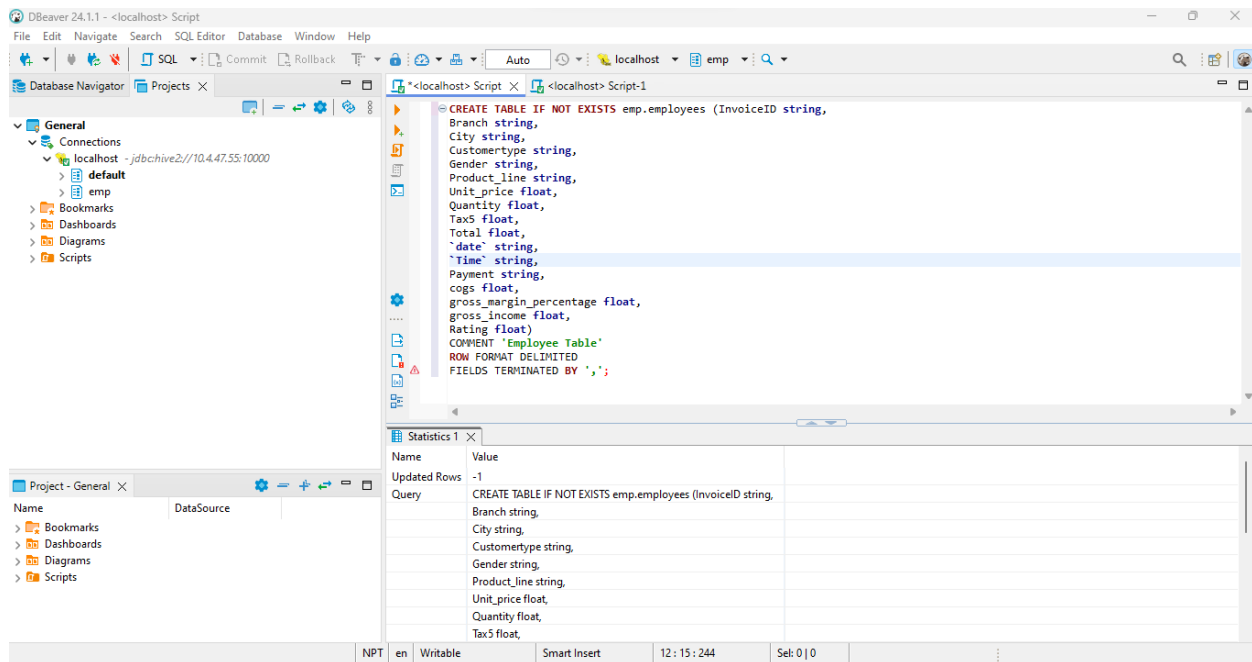 DBeaver 24.1.1 - <localhost> Script
File Edit Navigate Search SQL Editor Database Window Help
SQL Commit Rollback Auto localhost emp
Database Navigator Projects
*<localhost> Script <localhost> Script-1
General
Connections
localhost - jdbc:hive2://10.4.47.55:10000
default
emp
Bookmarks
Dashboards
Diagrams
Scripts
CREATE TABLE IF NOT EXISTS emp.employees (InvoiceID string,
Branch string,
City string,
Customertype string,
Gender string,
Product_line string,
Unit_price float,
Quantity float,
Tax5 float,
Total float,
`date` string,
`Time` string,
Payment string,
cogs float,
gross_margin_percentage float,
gross_income float,
Rating float)
COMMENT 'Employee Table'
ROW FORMAT DELIMITED
FIELDS TERMINATED BY ',';
Project - General
Name DataSource
Bookmarks
Dashboards
Diagrams
Scripts
Statistics 1
Name Value
Updated Rows -1
Query CREATE TABLE IF NOT EXISTS emp.employees (InvoiceID string,
Branch string,
City string,
Customertype string,
Gender string,
Product_line string,
Unit_price float,
Quantity float,
Tax5 float,
NPT en Writable Smart Insert 12 : 15 : 244 Sel: 0 | 0